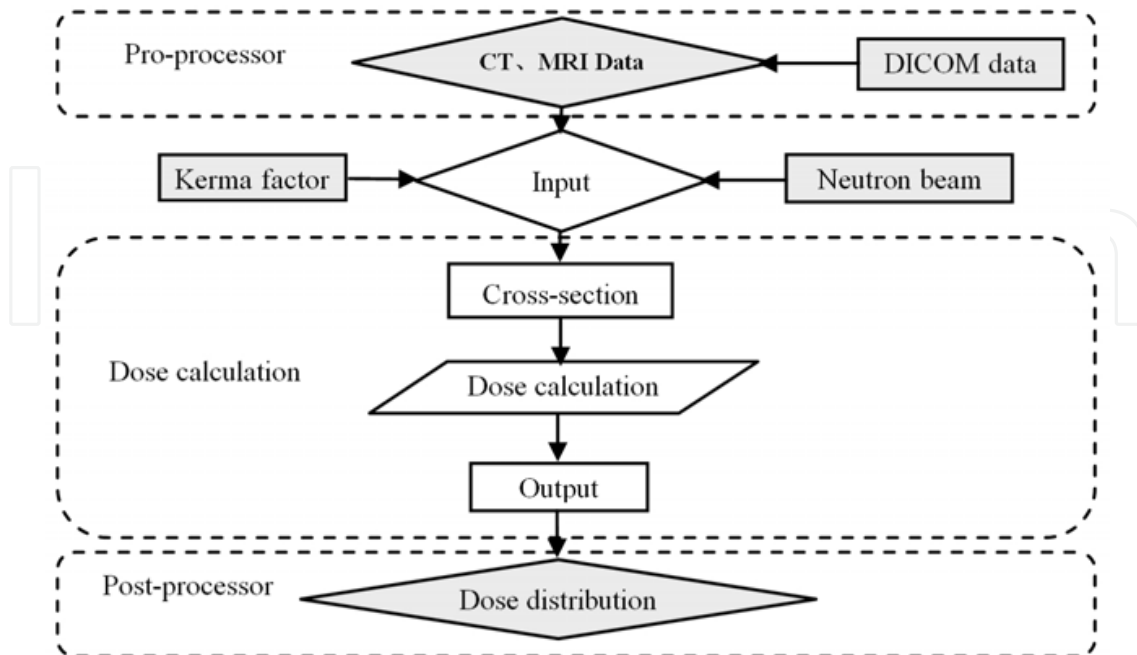 Pro-processor
CT、MRI Data
DICOM data
Kerma factor
Input
Neutron beam
Cross-section
Dose calculation
Dose calculation
Output
Post-processor
Dose distribution